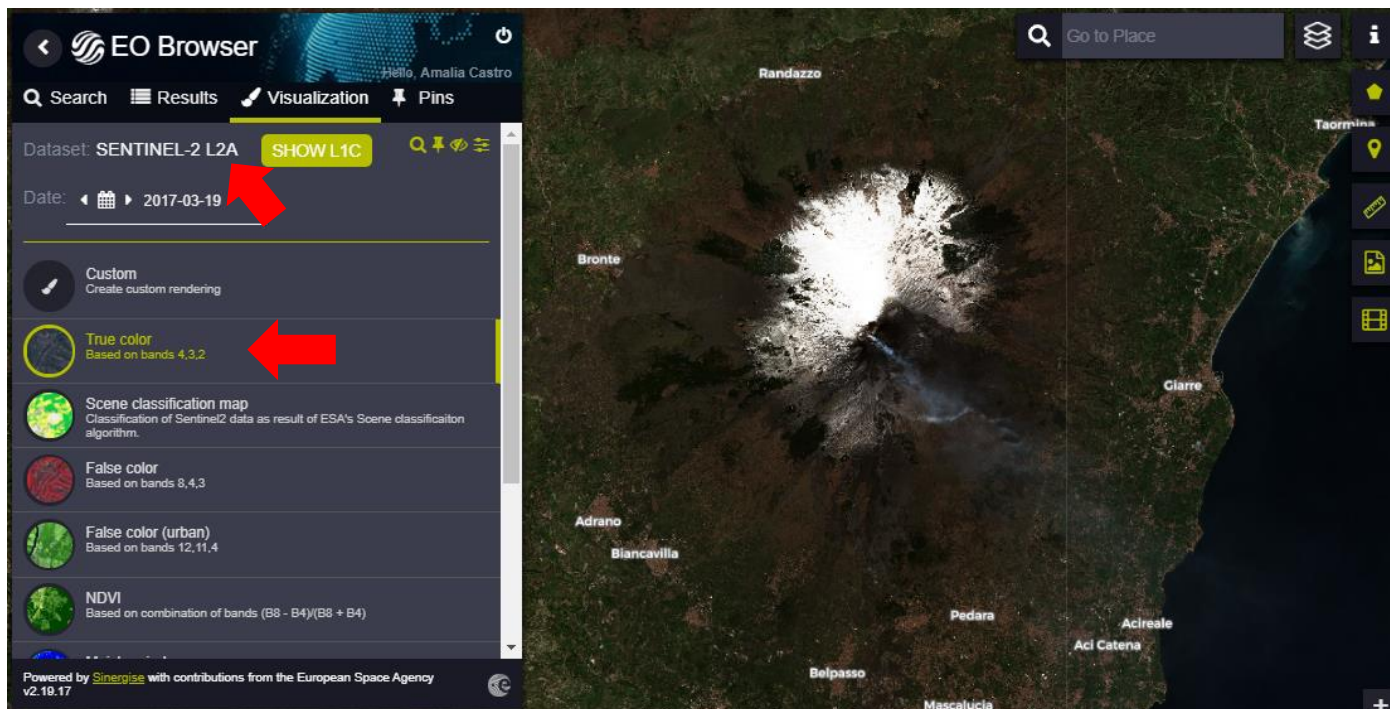 EO Browser
Hello, Amalia Castro
Search Results Visualization Pins
Dataset: SENTINEL-2 L2A SHOW L1C
Date: 2017-03-19
Custom
Create custom rendering
True color
Based on bands 4,3,2
Scene classification map
Classification of Sentinel2 data as result of ESA's Scene classificaiton
algorithm.
False color
Based on bands 8,4,3
False color (urban)
Based on bands 12,11,4
NDVI
Based on combination of bands (B8 - B4)/(B8 + B4)
Powered by Sinergise with contributions from the European Space Agency
v2.19.17
Go to Place
Randazzo
Taormina
Bronte
Giarre
Adrano
Biancavilla
Pedara
Acireale
Aci Catena
Belpasso
Mascalucia